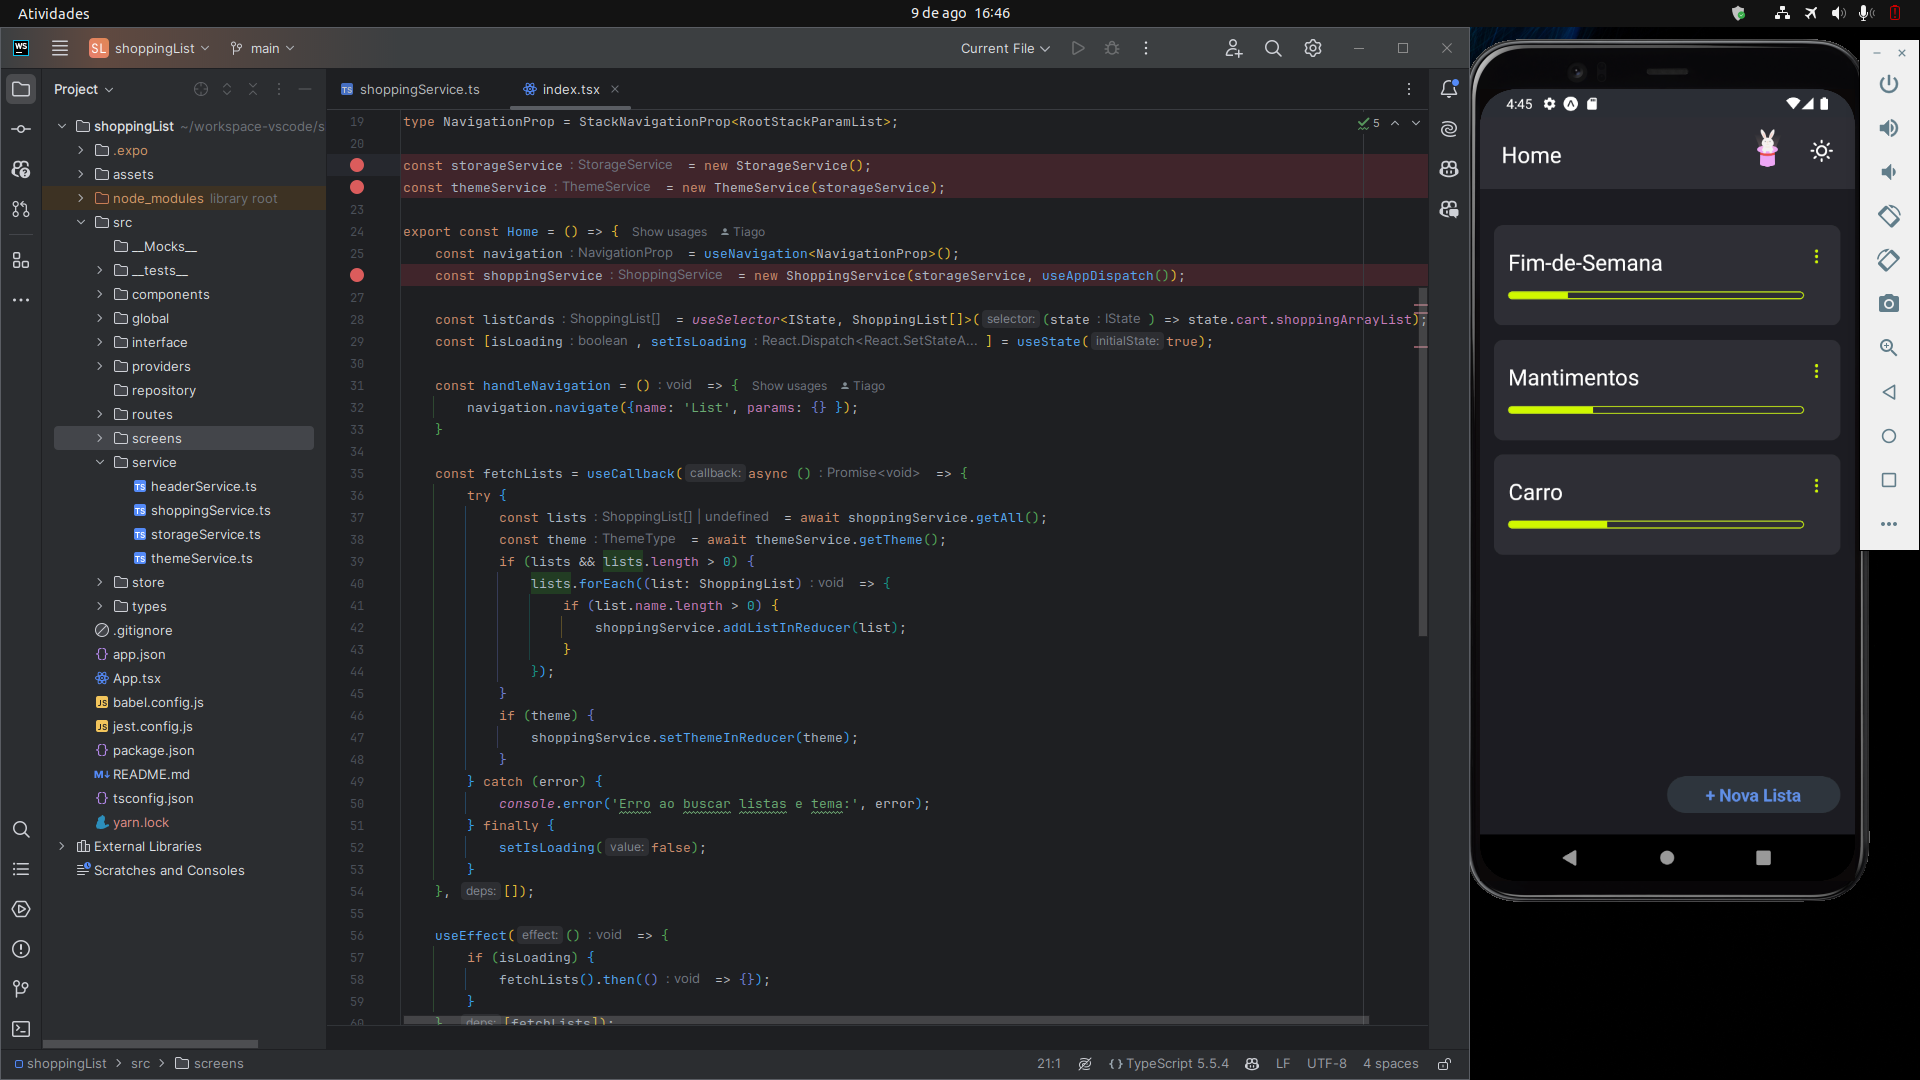 Atividades
9 de ago 16:46
WS
SL shoppingList
main
Current File
Project
shoppingService.ts
index.tsx
shoppingList ~/workspace-vscode/s
.expo
assets
node_modules library root
src
__Mocks__
__tests__
components
global
interface
providers
repository
routes
screens
service
TS headerService.ts
TS shoppingService.ts
TS storageService.ts
TS themeService.ts
store
types
.gitignore
app.json
App.tsx
JS babel.config.js
JS jest.config.js
package.json
M↓ README.md
tsconfig.json
yarn.lock
External Libraries
Scratches and Consoles
5
19 type NavigationProp = StackNavigationProp<RootStackParamList>;
20
const storageService : StorageService = new StorageService();
const themeService : ThemeService = new ThemeService(storageService);
23
24 export const Home = () => { Show usages Tiago
25 const navigation : NavigationProp = useNavigation<NavigationProp>();
const shoppingService : ShoppingService = new ShoppingService(storageService, useAppDispatch());
27
28 const listCards : ShoppingList[] = useSelector<IState, ShoppingList[]>( selector: (state : IState ) => state.cart.shoppingArrayList);
29 const [isLoading : boolean , setIsLoading : React.Dispatch<React.SetStateA... ] = useState( initialState: true);
30
31 const handleNavigation = () : void => { Show usages Tiago
32 navigation.navigate({name: 'List', params: {} });
33 }
34
35 const fetchLists = useCallback( callback: async () : Promise<void> => {
36 try {
37 const lists : ShoppingList[] | undefined = await shoppingService.getAll();
38 const theme : ThemeType = await themeService.getTheme();
39 if (lists && lists.length > 0) {
40 lists.forEach((list: ShoppingList) : void => {
41 if (list.name.length > 0) {
42 shoppingService.addListInReducer(list);
43 }
44 });
45 }
46 if (theme) {
47 shoppingService.setThemeInReducer(theme);
48 }
49 } catch (error) {
50 console.error('Erro ao buscar listas e tema:', error);
51 } finally {
52 setIsLoading( value: false);
53 }
54 }, deps: []);
55
56 useEffect( effect: () : void => {
57 if (isLoading) {
58 fetchLists().then(() : void => {});
59 }
60 }, deps: [fetchLists]);
shoppingList > src > screens
21:1
{} TypeScript 5.5.4
LF
UTF-8
4 spaces
4:45
Home
Fim-de-Semana
Mantimentos
Carro
+ Nova Lista